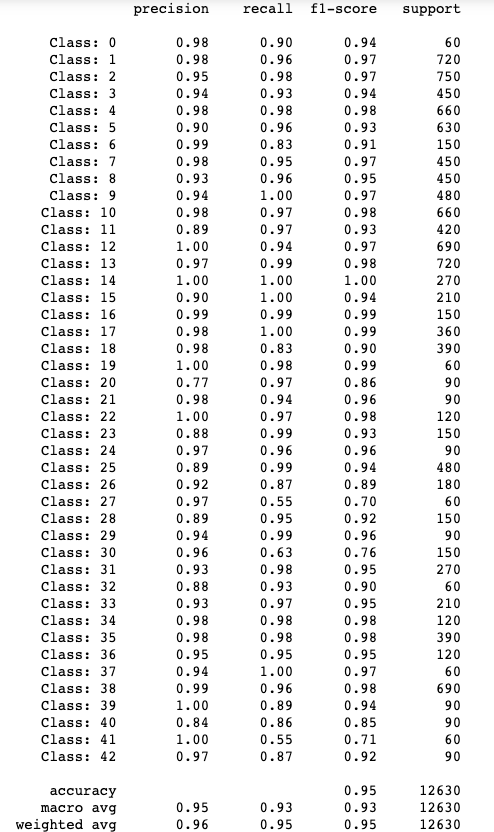 precision recall f1-score support
Class: 0 0.98 0.90 0.94 60
Class: 1 0.98 0.96 0.97 720
Class: 2 0.95 0.98 0.97 750
Class: 3 0.94 0.93 0.94 450
Class: 4 0.98 0.98 0.98 660
Class: 5 0.90 0.96 0.93 630
Class: 6 0.99 0.83 0.91 150
Class: 7 0.98 0.95 0.97 450
Class: 8 0.93 0.96 0.95 450
Class: 9 0.94 1.00 0.97 480
Class: 10 0.98 0.97 0.98 660
Class: 11 0.89 0.97 0.93 420
Class: 12 1.00 0.94 0.97 690
Class: 13 0.97 0.99 0.98 720
Class: 14 1.00 1.00 1.00 270
Class: 15 0.90 1.00 0.94 210
Class: 16 0.99 0.99 0.99 150
Class: 17 0.98 1.00 0.99 360
Class: 18 0.98 0.83 0.90 390
Class: 19 1.00 0.98 0.99 60
Class: 20 0.77 0.97 0.86 90
Class: 21 0.98 0.94 0.96 90
Class: 22 1.00 0.97 0.98 120
Class: 23 0.88 0.99 0.93 150
Class: 24 0.97 0.96 0.96 90
Class: 25 0.89 0.99 0.94 480
Class: 26 0.92 0.87 0.89 180
Class: 27 0.97 0.55 0.70 60
Class: 28 0.89 0.95 0.92 150
Class: 29 0.94 0.99 0.96 90
Class: 30 0.96 0.63 0.76 150
Class: 31 0.93 0.98 0.95 270
Class: 32 0.88 0.93 0.90 60
Class: 33 0.93 0.97 0.95 210
Class: 34 0.98 0.98 0.98 120
Class: 35 0.98 0.98 0.98 390
Class: 36 0.95 0.95 0.95 120
Class: 37 0.94 1.00 0.97 60
Class: 38 0.99 0.96 0.98 690
Class: 39 1.00 0.89 0.94 90
Class: 40 0.84 0.86 0.85 90
Class: 41 1.00 0.55 0.71 60
Class: 42 0.97 0.87 0.92 90
accuracy 0.95 12630
macro avg 0.95 0.93 0.93 12630
weighted avg 0.96 0.95 0.95 12630